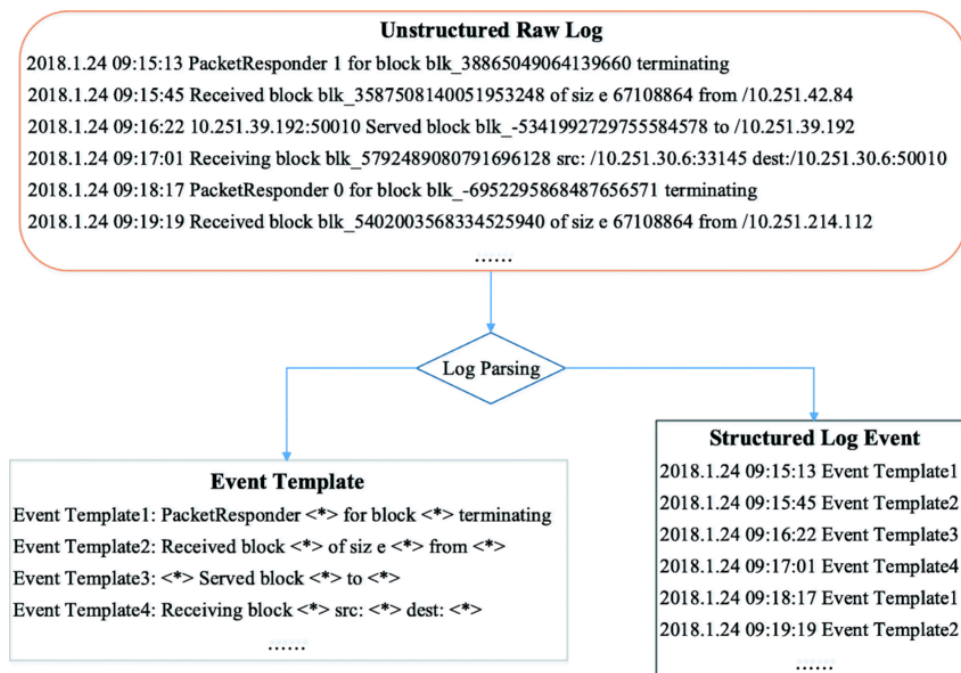 Unstructured Raw Log
2018.1.24 09:15:13 PacketResponder 1 for block blk_38865049064139660 terminating
2018.1.24 09:15:45 Received block blk_3587508140051953248 of siz e 67108864 from /10.251.42.84
2018.1.24 09:16:22 10.251.39.192:50010 Served block blk_-5341992729755584578 to /10.251.39.192
2018.1.24 09:17:01 Receiving block blk_5792489080791696128 src: /10.251.30.6:33145 dest:/10.251.30.6:50010
2018.1.24 09:18:17 PacketResponder 0 for block blk_-6952295868487656571 terminating
2018.1.24 09:19:19 Received block blk_5402003568334525940 of siz e 67108864 from /10.251.214.112
......
Log Parsing
Event Template
Event Template1: PacketResponder <*> for block <*> terminating
Event Template2: Received block <*> of siz e <*> from <*>
Event Template3: <*> Served block <*> to <*>
Event Template4: Receiving block <*> src: <*> dest: <*>
......
Structured Log Event
2018.1.24 09:15:13 Event Template1
2018.1.24 09:15:45 Event Template2
2018.1.24 09:16:22 Event Template3
2018.1.24 09:17:01 Event Template4
2018.1.24 09:18:17 Event Template1
2018.1.24 09:19:19 Event Template2
......